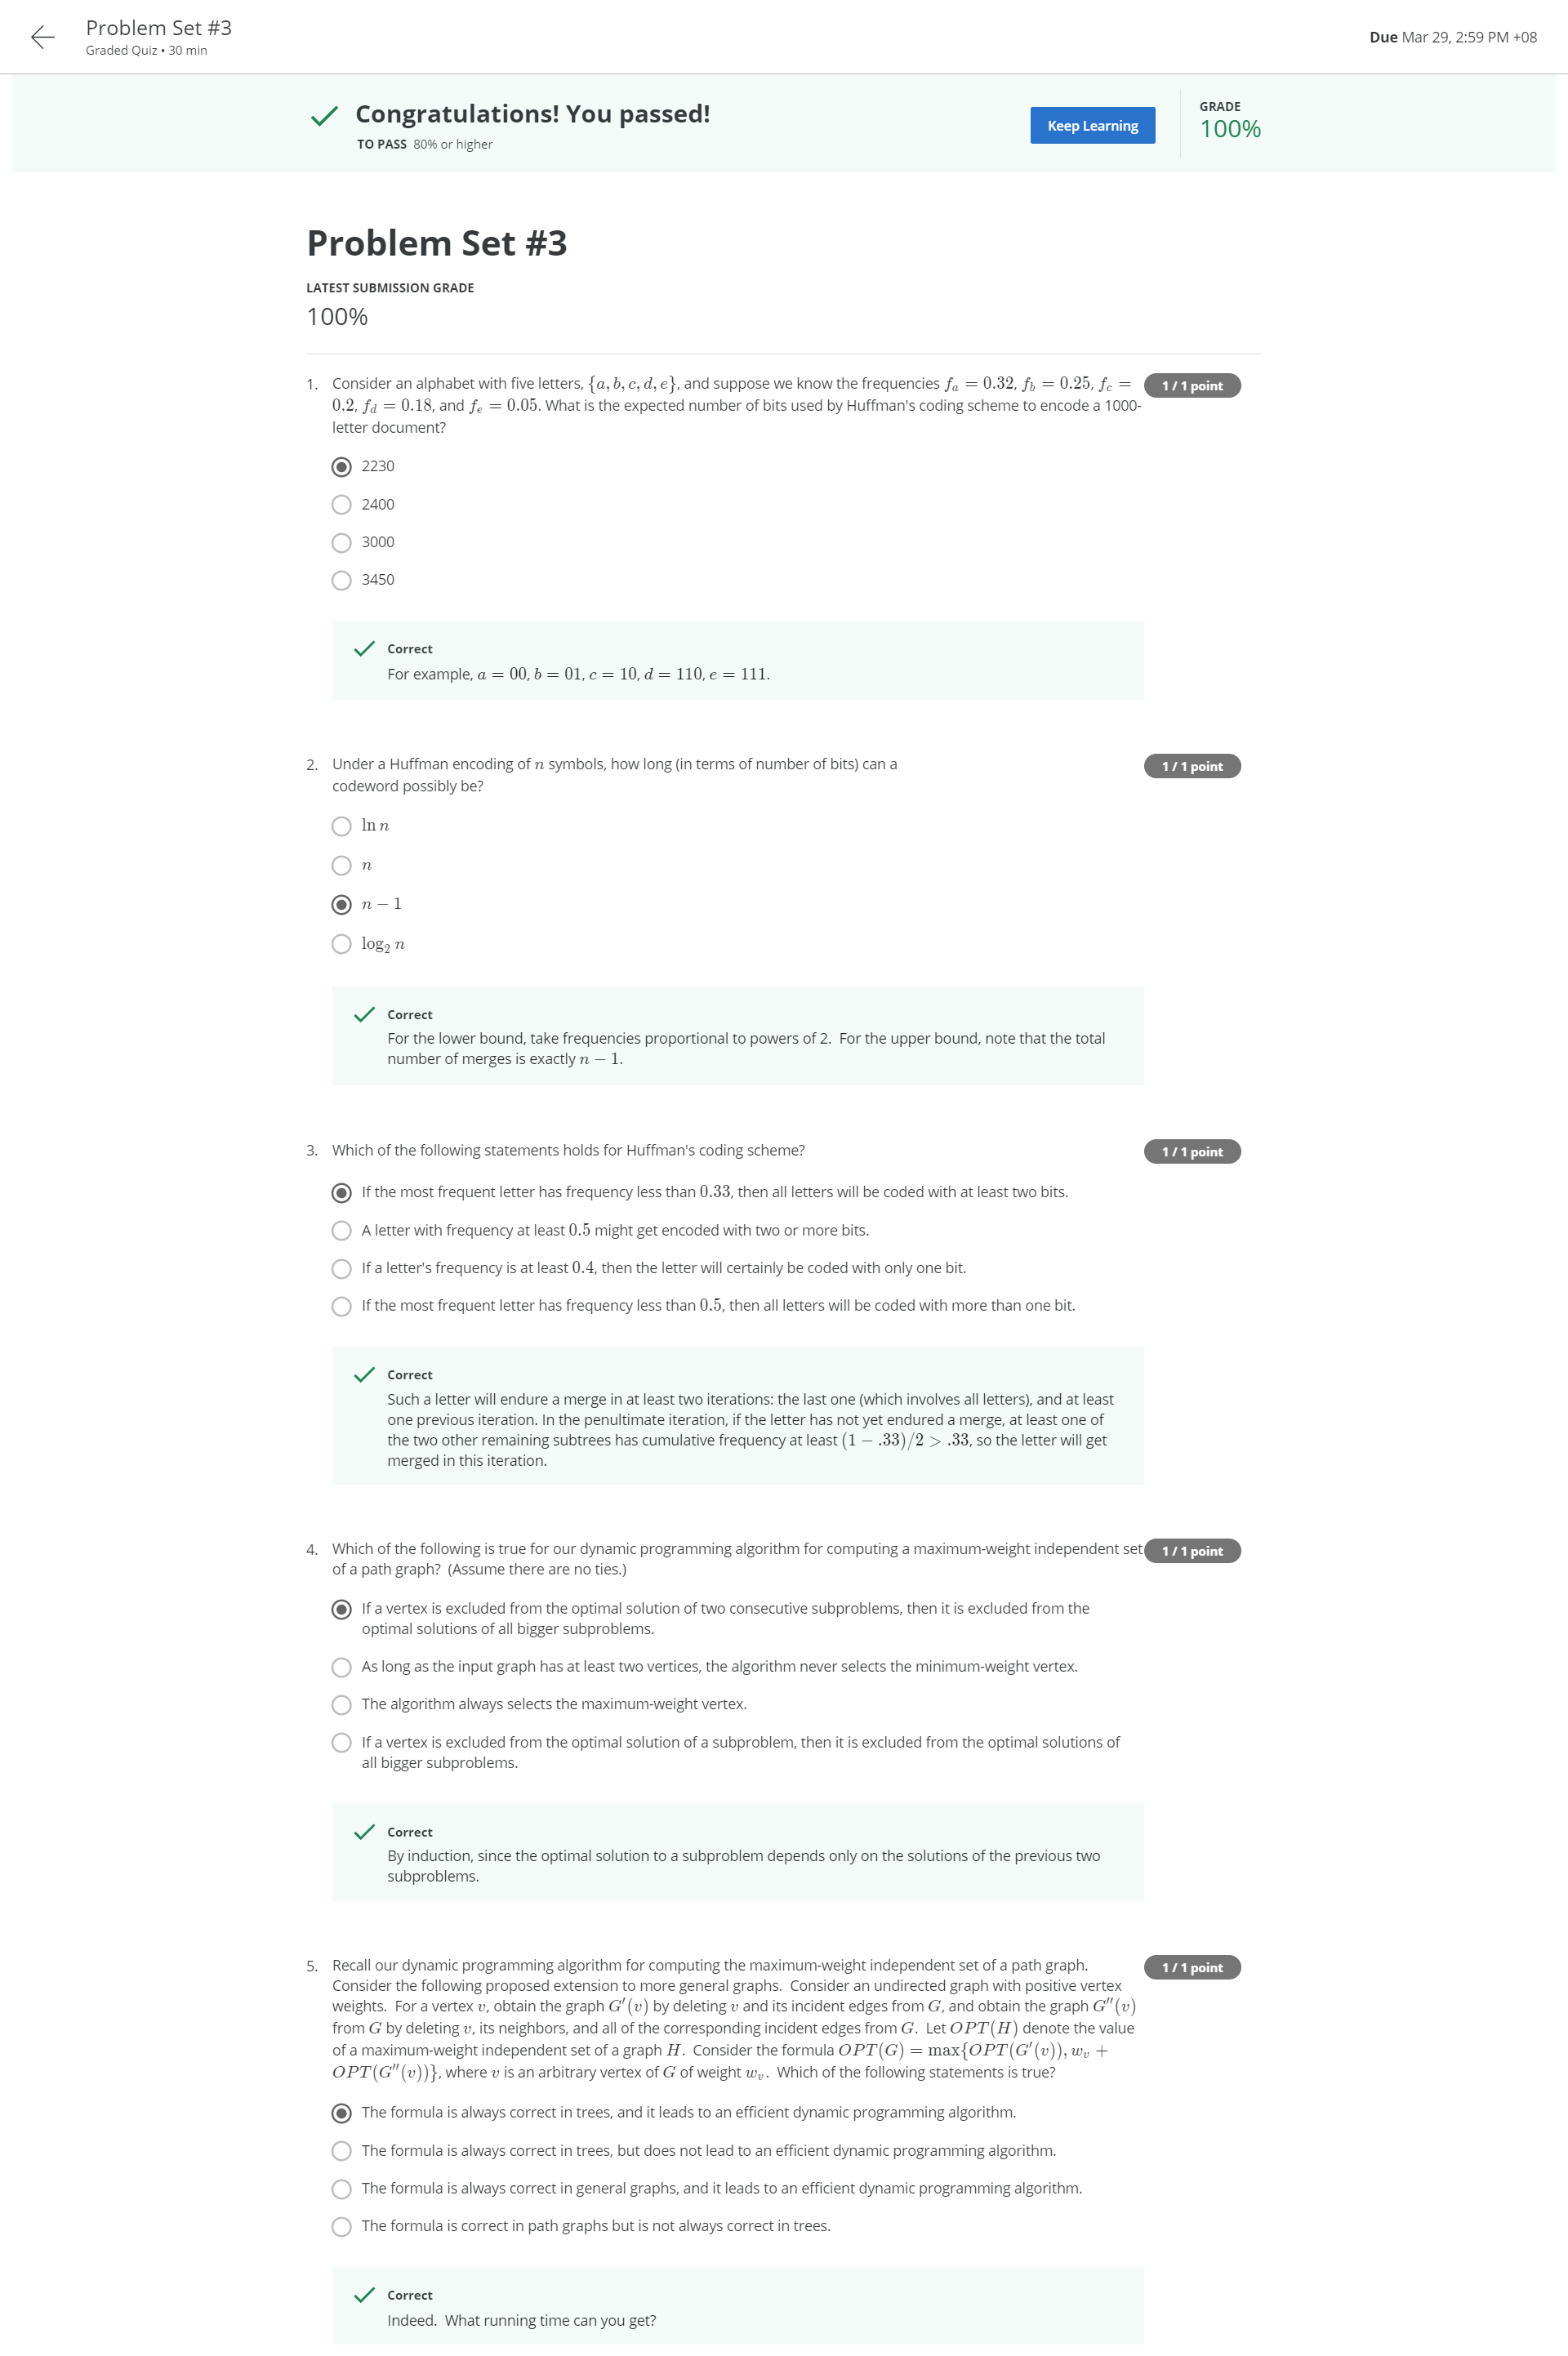 Problem Set #3
Graded Quiz • 30 min
Due Mar 29, 2:59 PM +08
Congratulations! You passed!
TO PASS 80% or higher
Keep Learning
GRADE
100%
Problem Set #3
LATEST SUBMISSION GRADE
100%
1. Consider an alphabet with five letters, {a, b, c, d, e}, and suppose we know the frequencies f_a = 0.32, f_b = 0.25, f_c =
1 / 1 point
0.2, f_d = 0.18, and f_e = 0.05. What is the expected number of bits used by Huffman's coding scheme to encode a 1000-
letter document?
2230
2400
3000
3450
Correct
For example, a = 00, b = 01, c = 10, d = 110, e = 111.
2. Under a Huffman encoding of n symbols, how long (in terms of number of bits) can a
1 / 1 point
codeword possibly be?
ln n
n
n − 1
log₂ n
Correct
For the lower bound, take frequencies proportional to powers of 2. For the upper bound, note that the total
number of merges is exactly n − 1.
3. Which of the following statements holds for Huffman's coding scheme?
1 / 1 point
If the most frequent letter has frequency less than 0.33, then all letters will be coded with at least two bits.
A letter with frequency at least 0.5 might get encoded with two or more bits.
If a letter's frequency is at least 0.4, then the letter will certainly be coded with only one bit.
If the most frequent letter has frequency less than 0.5, then all letters will be coded with more than one bit.
Correct
Such a letter will endure a merge in at least two iterations: the last one (which involves all letters), and at least
one previous iteration. In the penultimate iteration, if the letter has not yet endured a merge, at least one of
the two other remaining subtrees has cumulative frequency at least (1 − .33)/2 > .33, so the letter will get
merged in this iteration.
4. Which of the following is true for our dynamic programming algorithm for computing a maximum-weight independent set
1 / 1 point
of a path graph? (Assume there are no ties.)
If a vertex is excluded from the optimal solution of two consecutive subproblems, then it is excluded from the
optimal solutions of all bigger subproblems.
As long as the input graph has at least two vertices, the algorithm never selects the minimum-weight vertex.
The algorithm always selects the maximum-weight vertex.
If a vertex is excluded from the optimal solution of a subproblem, then it is excluded from the optimal solutions of
all bigger subproblems.
Correct
By induction, since the optimal solution to a subproblem depends only on the solutions of the previous two
subproblems.
5. Recall our dynamic programming algorithm for computing the maximum-weight independent set of a path graph.
1 / 1 point
Consider the following proposed extension to more general graphs. Consider an undirected graph with positive vertex
weights. For a vertex v, obtain the graph G′(v) by deleting v and its incident edges from G, and obtain the graph G″(v)
from G by deleting v, its neighbors, and all of the corresponding incident edges from G. Let OPT(H) denote the value
of a maximum-weight independent set of a graph H. Consider the formula OPT(G) = max{OPT(G′(v)), w_v +
OPT(G″(v))}, where v is an arbitrary vertex of G of weight w_v. Which of the following statements is true?
The formula is always correct in trees, and it leads to an efficient dynamic programming algorithm.
The formula is always correct in trees, but does not lead to an efficient dynamic programming algorithm.
The formula is always correct in general graphs, and it leads to an efficient dynamic programming algorithm.
The formula is correct in path graphs but is not always correct in trees.
Correct
Indeed. What running time can you get?